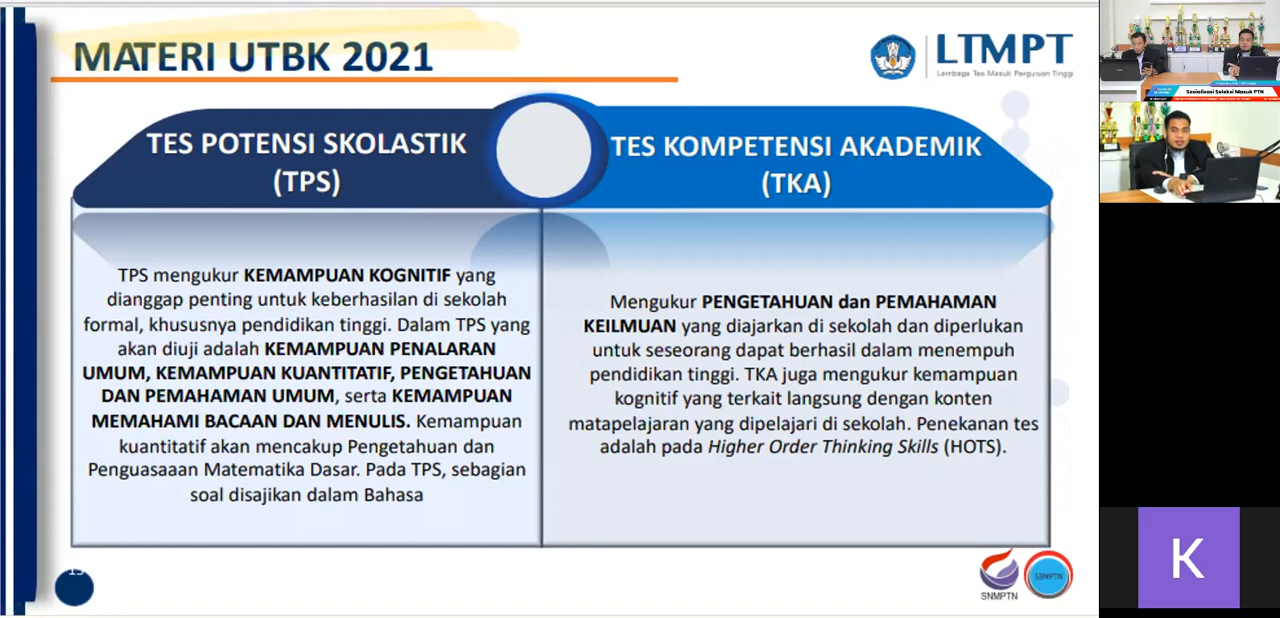 MATERI UTBK 2021
LTMPT
Lembaga Tes Masuk Perguruan Tinggi
TES POTENSI SKOLASTIK
(TPS)
TES KOMPETENSI AKADEMIK
(TKA)
TPS mengukur KEMAMPUAN KOGNITIF yang
dianggap penting untuk keberhasilan di sekolah
formal, khususnya pendidikan tinggi. Dalam TPS yang
akan diuji adalah KEMAMPUAN PENALARAN
UMUM, KEMAMPUAN KUANTITATIF, PENGETAHUAN
DAN PEMAHAMAN UMUM, serta KEMAMPUAN
MEMAHAMI BACAAN DAN MENULIS. Kemampuan
kuantitatif akan mencakup Pengetahuan dan
Penguasaaan Matematika Dasar. Pada TPS, sebagian
soal disajikan dalam Bahasa
Mengukur PENGETAHUAN dan PEMAHAMAN
KEILMUAN yang diajarkan di sekolah dan diperlukan
untuk seseorang dapat berhasil dalam menempuh
pendidikan tinggi. TKA juga mengukur kemampuan
kognitif yang terkait langsung dengan konten
matapelajaran yang dipelajari di sekolah. Penekanan tes
adalah pada Higher Order Thinking Skills (HOTS).
SNMPTN
SBMPTN
Sosialisasi Seleksi Masuk PTN
K